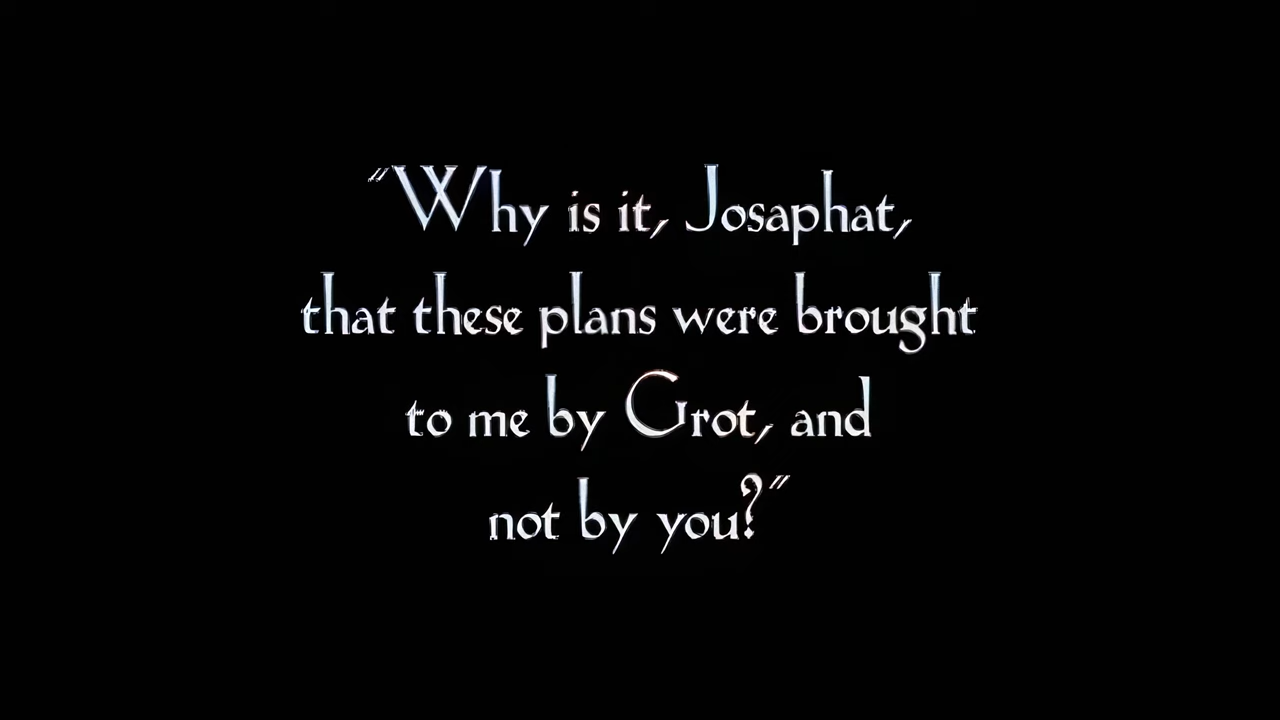 "Why is it, Josaphat,
that these plans were brought
to me by Grot, and
not by you?"